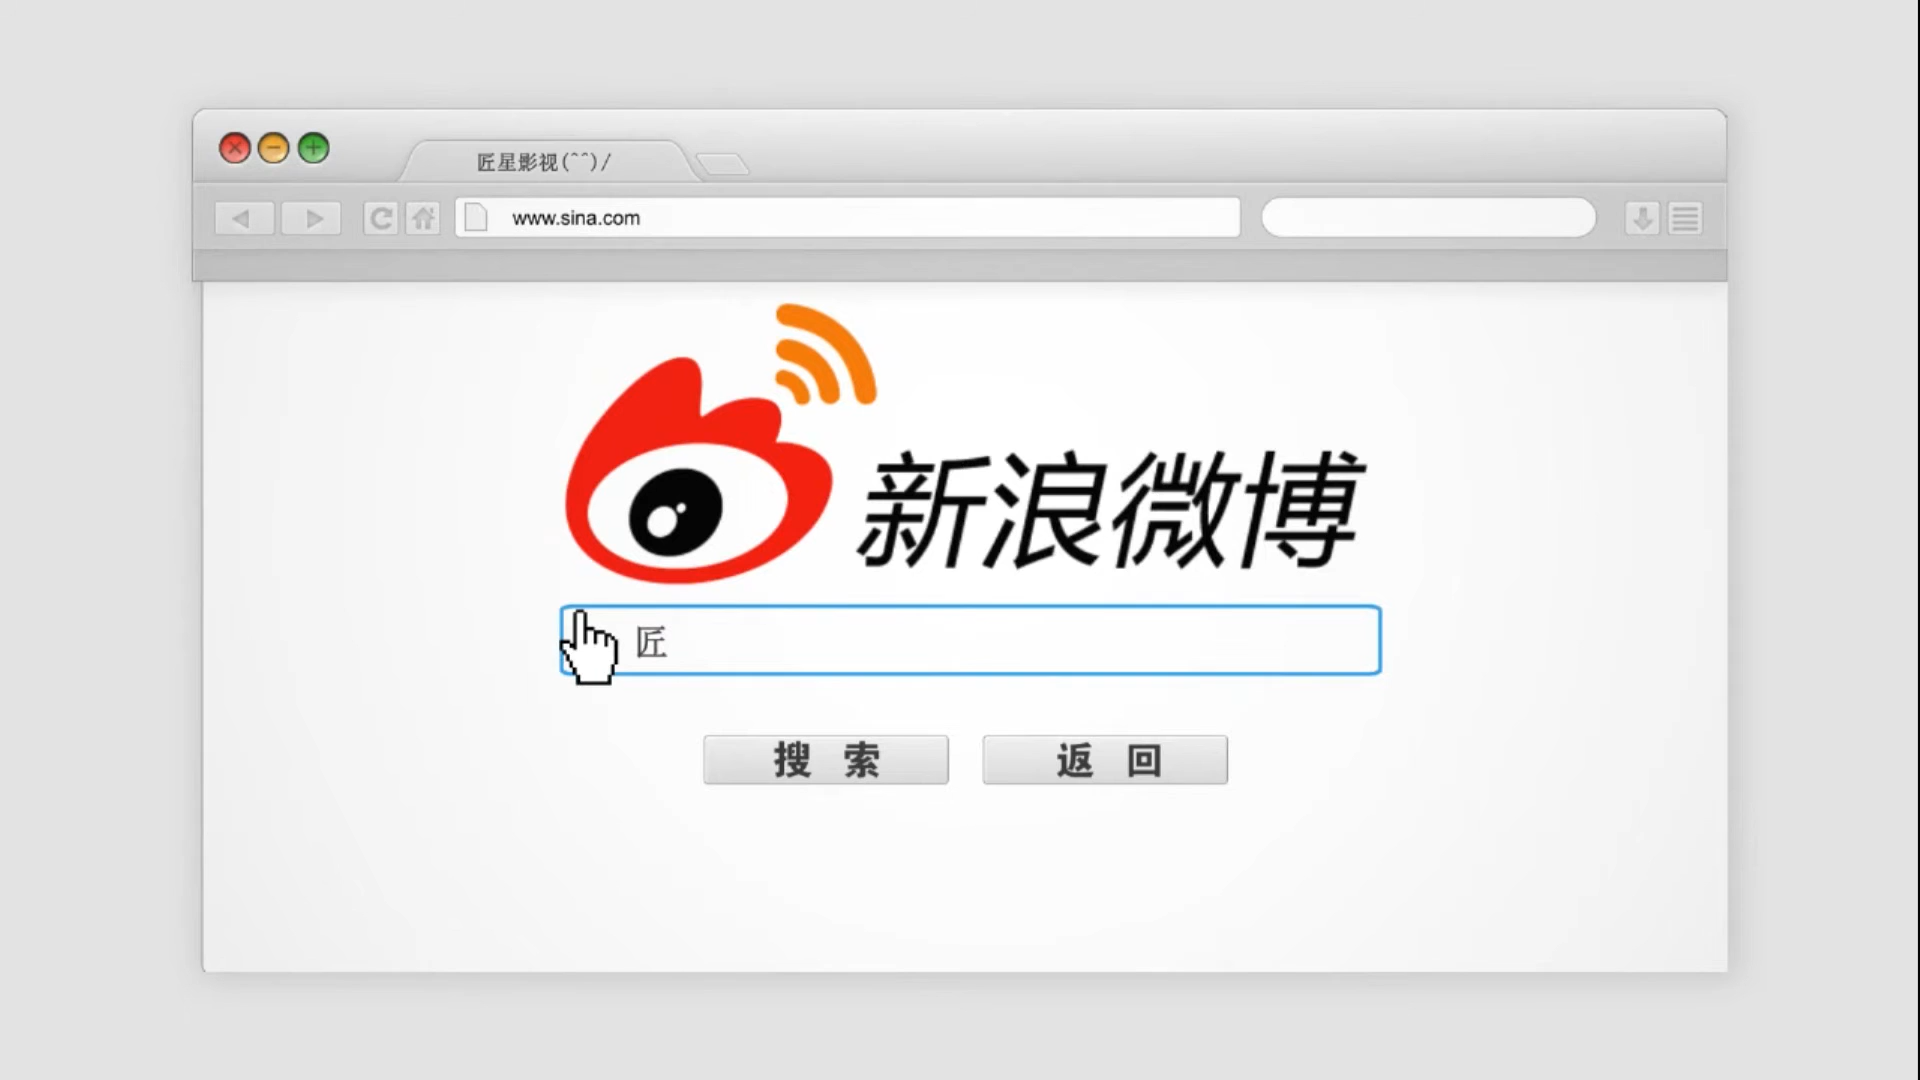 匠星影视(^^)/
www.sina.com
新浪微博
匠
搜 索
返 回